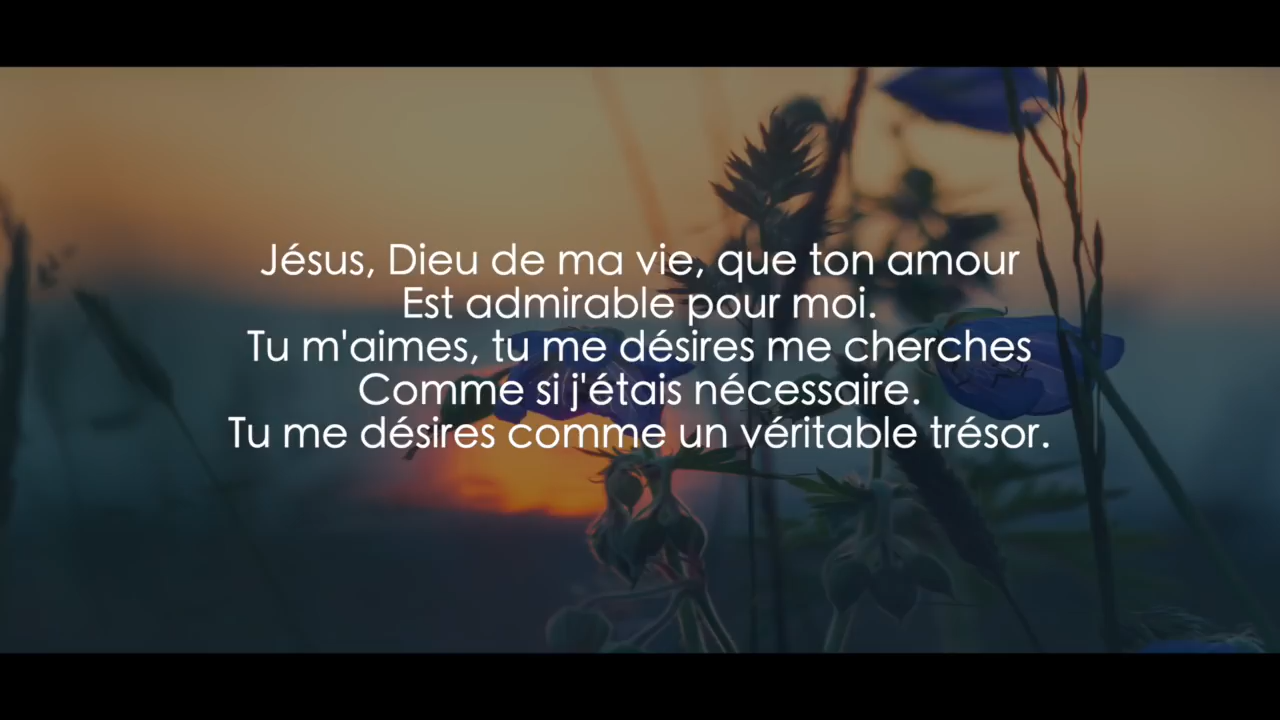 Jésus, Dieu de ma vie, que ton amour
Est admirable pour moi.
Tu m'aimes, tu me désires me cherches
Comme si j'étais nécessaire.
Tu me désires comme un véritable trésor.